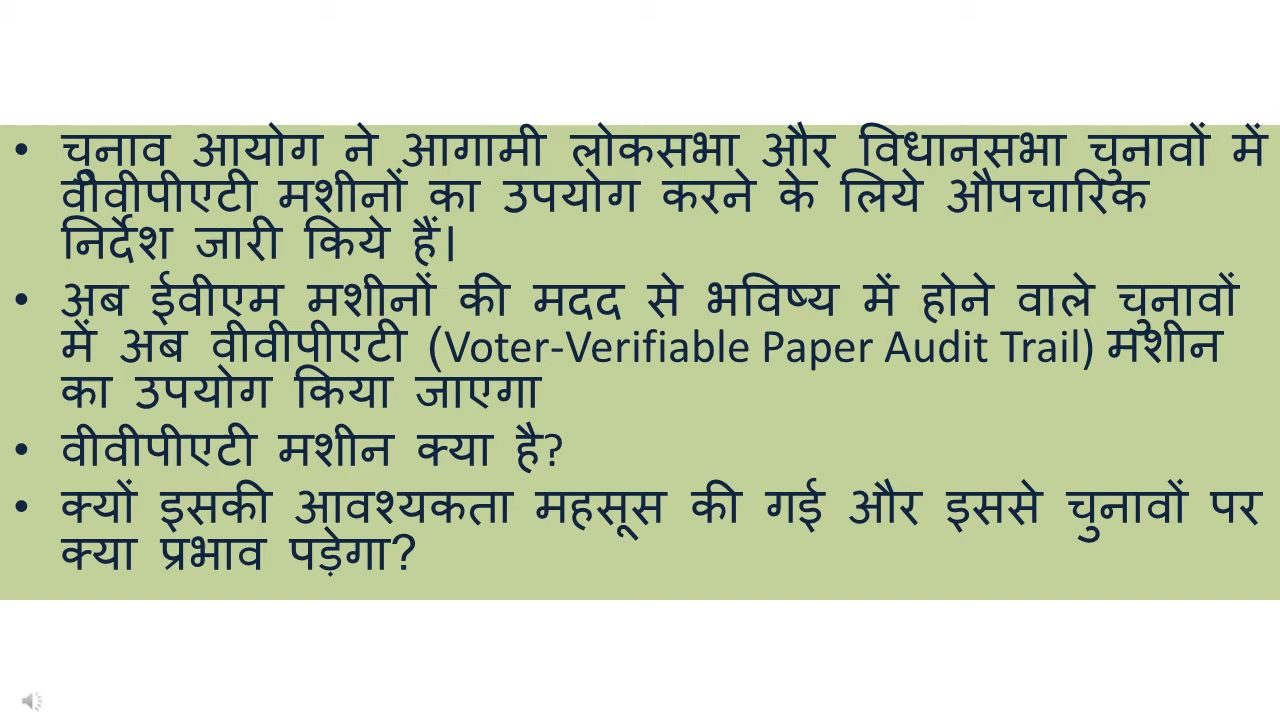 • चुनाव आयोग ने आगामी लोकसभा और विधानसभा चुनावों में
वीवीपीएटी मशीनों का उपयोग करने के लिये औपचारिक
निर्देश जारी किये हैं।
• अब ईवीएम मशीनों की मदद से भविष्य में होने वाले चुनावों
में अब वीवीपीएटी (Voter-Verifiable Paper Audit Trail) मशीन
का उपयोग किया जाएगा
• वीवीपीएटी मशीन क्या है?
• क्यों इसकी आवश्यकता महसूस की गई और इससे चुनावों पर
क्या प्रभाव पड़ेगा?